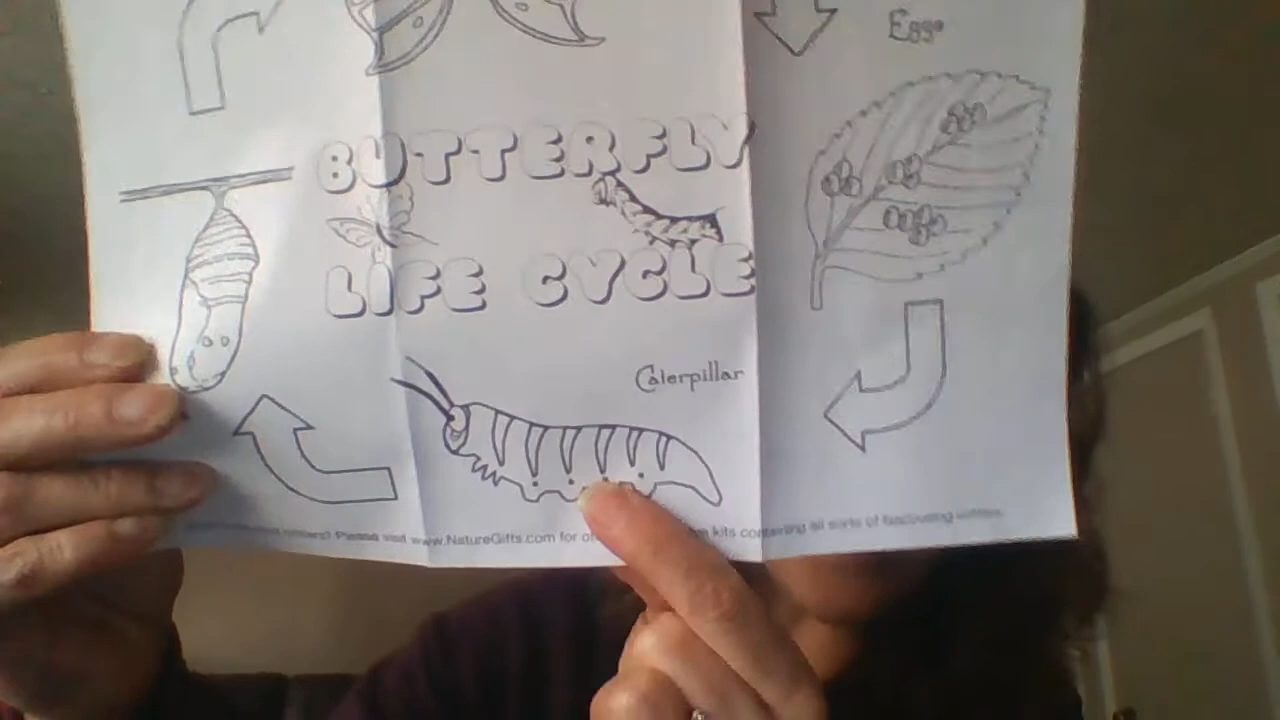 Eggs
BUTTERFLY
LIFE CYCLE
Caterpillar
Please visit www.NatureGifts.com for kits containing all sorts of fascinating